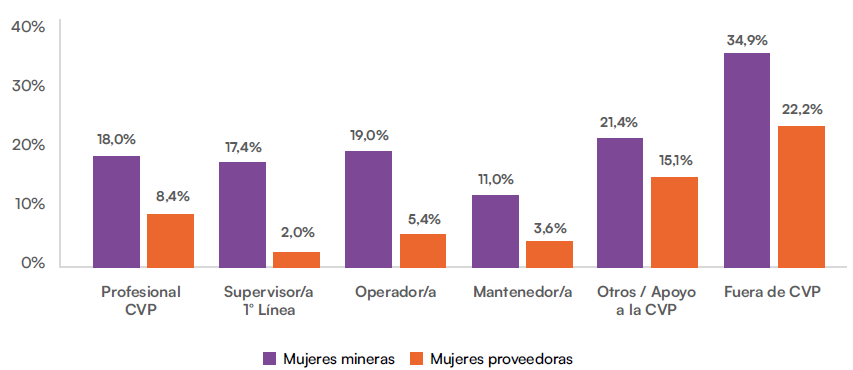 40%
30%
20%
10%
0%
18,0%
8,4%
17,4%
2,0%
19,0%
5,4%
11,0%
3,6%
21,4%
15,1%
34,9%
22,2%
Profesional
CVP
Supervisor/a
1° Línea
Operador/a
Mantenedor/a
Otros / Apoyo
a la CVP
Fuera de CVP
Mujeres mineras
Mujeres proveedoras